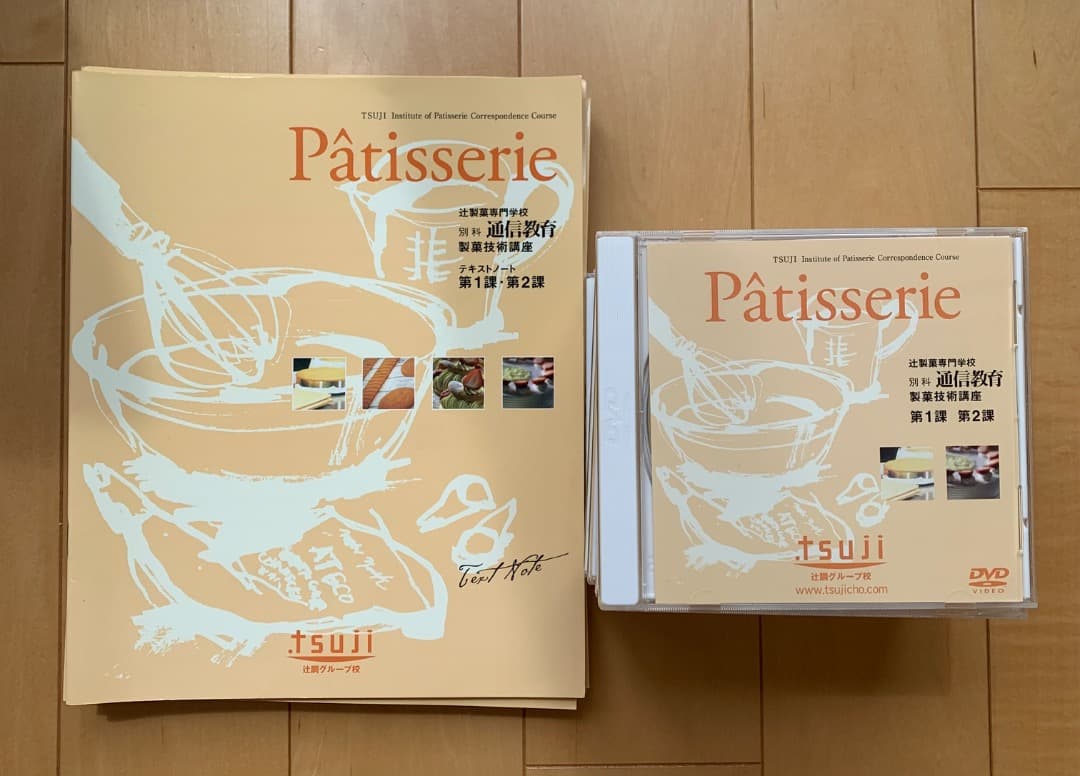 TSUJI Institute of Patisserie Correspondence Course
Pâtisserie
辻製菓専門学校
別科 通信教育
製菓技術講座
テキストノート
第1課・第2課
Text Note
.tsuji
辻調グループ校
TSUJI Institute of Patisserie Correspondence Course
Pâtisserie
辻製菓専門学校
別科 通信教育
製菓技術講座
第1課 第2課
.tsuji
辻調グループ校
www.tsujicho.com
DVD
VIDEO